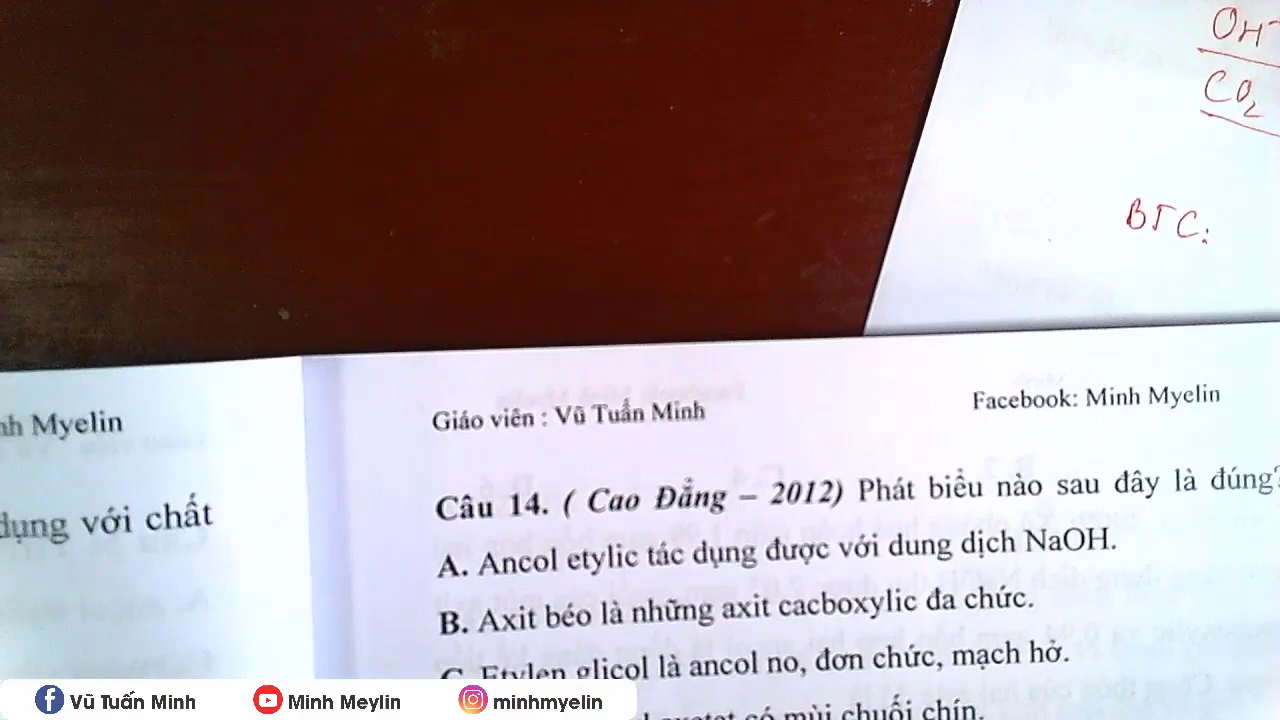 OH-
CO2
BTC:
nh Myelin
Giáo viên : Vũ Tuấn Minh
Facebook: Minh Myelin
dụng với chất
Câu 14. ( Cao Đẳng – 2012) Phát biểu nào sau đây là đúng?
A. Ancol etylic tác dụng được với dung dịch NaOH.
B. Axit béo là những axit cacboxylic đa chức.
C. Etylen glicol là ancol no, đơn chức, mạch hở.
có mùi chuối chín.
Vũ Tuấn Minh
Minh Meylin
minhmyelin